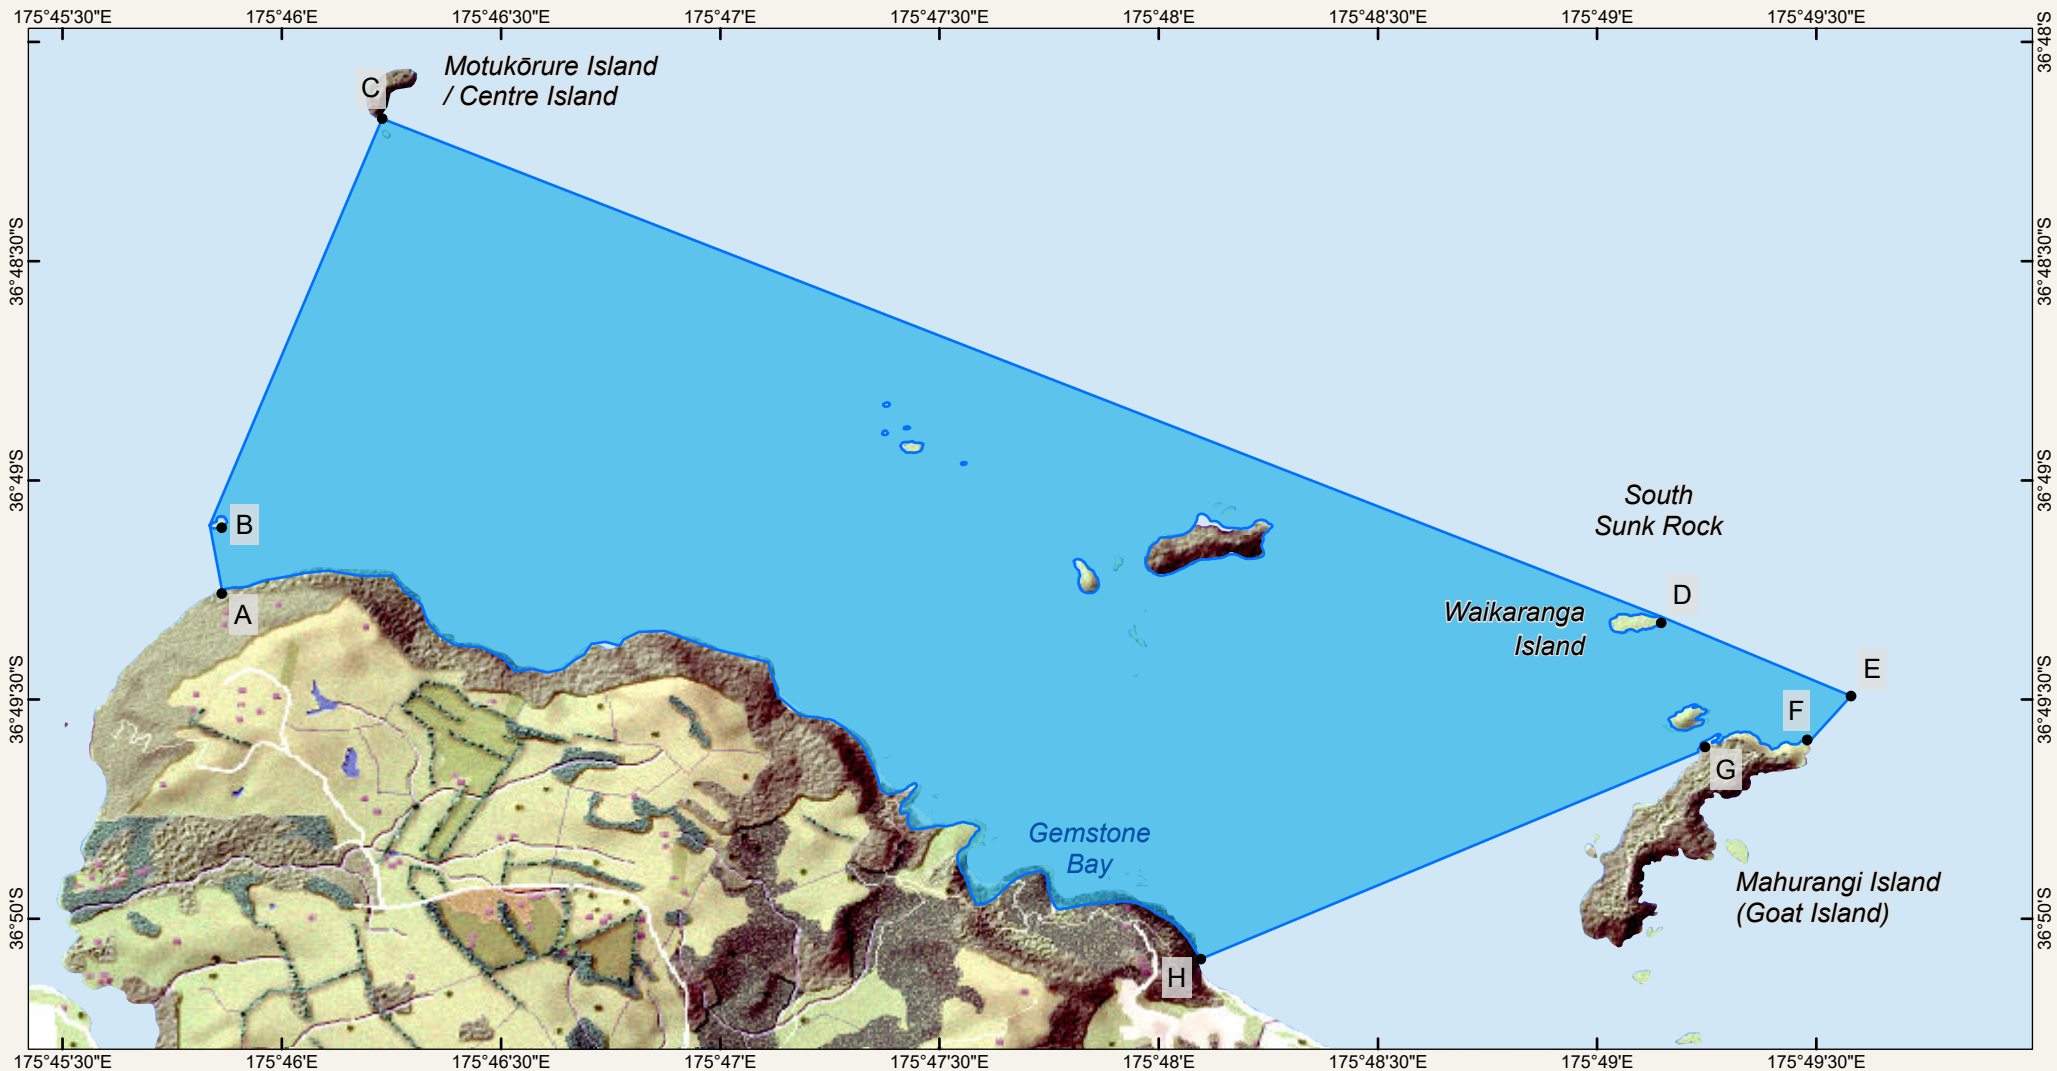 175°45'30"E 175°46'E 175°46'30"E 175°47'E 175°47'30"E 175°48'E 175°48'30"E 175°49'E 175°49'30"E
36°48'S
36°48'S
C
Motukōrure Island
/ Centre Island
36°48'30"S
36°48'30"S
36°49'S
36°49'S
South
Sunk Rock
B
A
D
Waikaranga
Island
E
36°49'30"S
36°49'30"S
F
G
Gemstone
Bay
Mahurangi Island
(Goat Island)
36°50'S
36°50'S
H
175°45'30"E 175°46'E 175°46'30"E 175°47'E 175°47'30"E 175°48'E 175°48'30"E 175°49'E 175°49'30"E